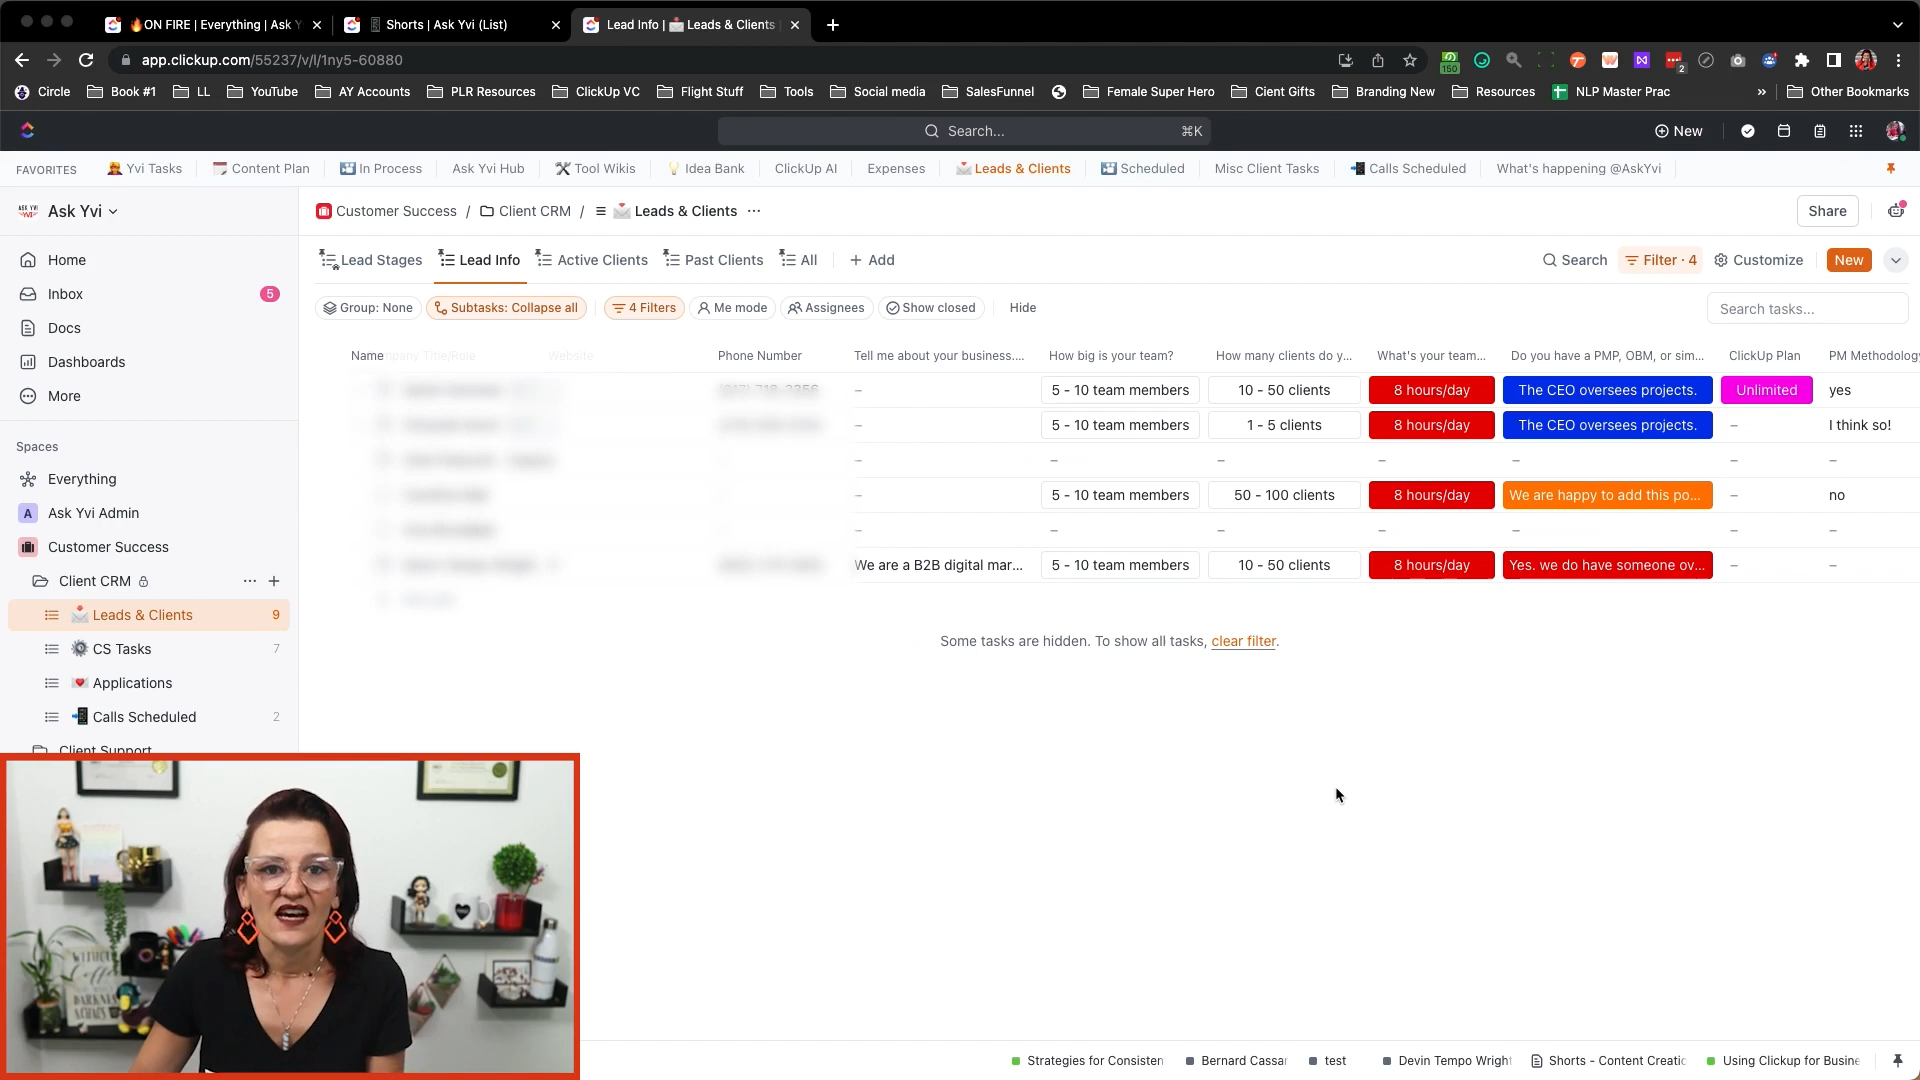 🔥ON FIRE | Everything | Ask Y
Shorts | Ask Yvi (List)
Lead Info | 📩 Leads & Clients
app.clickup.com/55237/v/l/1ny5-60880
150
2
Circle
Book #1
LL
YouTube
AY Accounts
PLR Resources
ClickUp VC
Flight Stuff
Tools
Social media
SalesFunnel
Female Super Hero
Cient Gifts
Branding New
Resources
NLP Master Prac
»
Other Bookmarks
Search...
⌘K
New
FAVORITES
Yvi Tasks
Content Plan
In Process
Ask Yvi Hub
Tool Wikis
Idea Bank
ClickUp AI
Expenses
Leads & Clients
Scheduled
Misc Client Tasks
Calls Scheduled
What's happening @AskYvi
Ask Yvi
Customer Success / Client CRM / Leads & Clients ...
Share
Home
Inbox 5
Docs
Dashboards
More
Lead Stages
Lead Info
Active Clients
Past Clients
All
+ Add
Search
Filter · 4
Customize
New
Group: None
Subtasks: Collapse all
4 Filters
Me mode
Assignees
Show closed
Hide
Search tasks...
Name
Title/Role
Website
Phone Number
Tell me about your business....
How big is your team?
How many clients do y...
What's your team...
Do you have a PMP, OBM, or sim...
ClickUp Plan
PM Methodology
– 5 - 10 team members 10 - 50 clients 8 hours/day The CEO oversees projects. Unlimited yes
– 5 - 10 team members 1 - 5 clients 8 hours/day The CEO oversees projects. – I think so!
– – – – – – –
– 5 - 10 team members 50 - 100 clients 8 hours/day We are happy to add this po... – no
– – – – – – –
We are a B2B digital mar... 5 - 10 team members 10 - 50 clients 8 hours/day Yes. we do have someone ov... – –
Some tasks are hidden. To show all tasks, clear filter.
Spaces
Everything
A Ask Yvi Admin
Customer Success
Client CRM
Leads & Clients 9
CS Tasks 7
Applications
Calls Scheduled 2
Client Support
Strategies for Consisten
Bernard Cassar
test
Devin Tempo Wright
Shorts - Content Creatic
Using Clickup for Busine